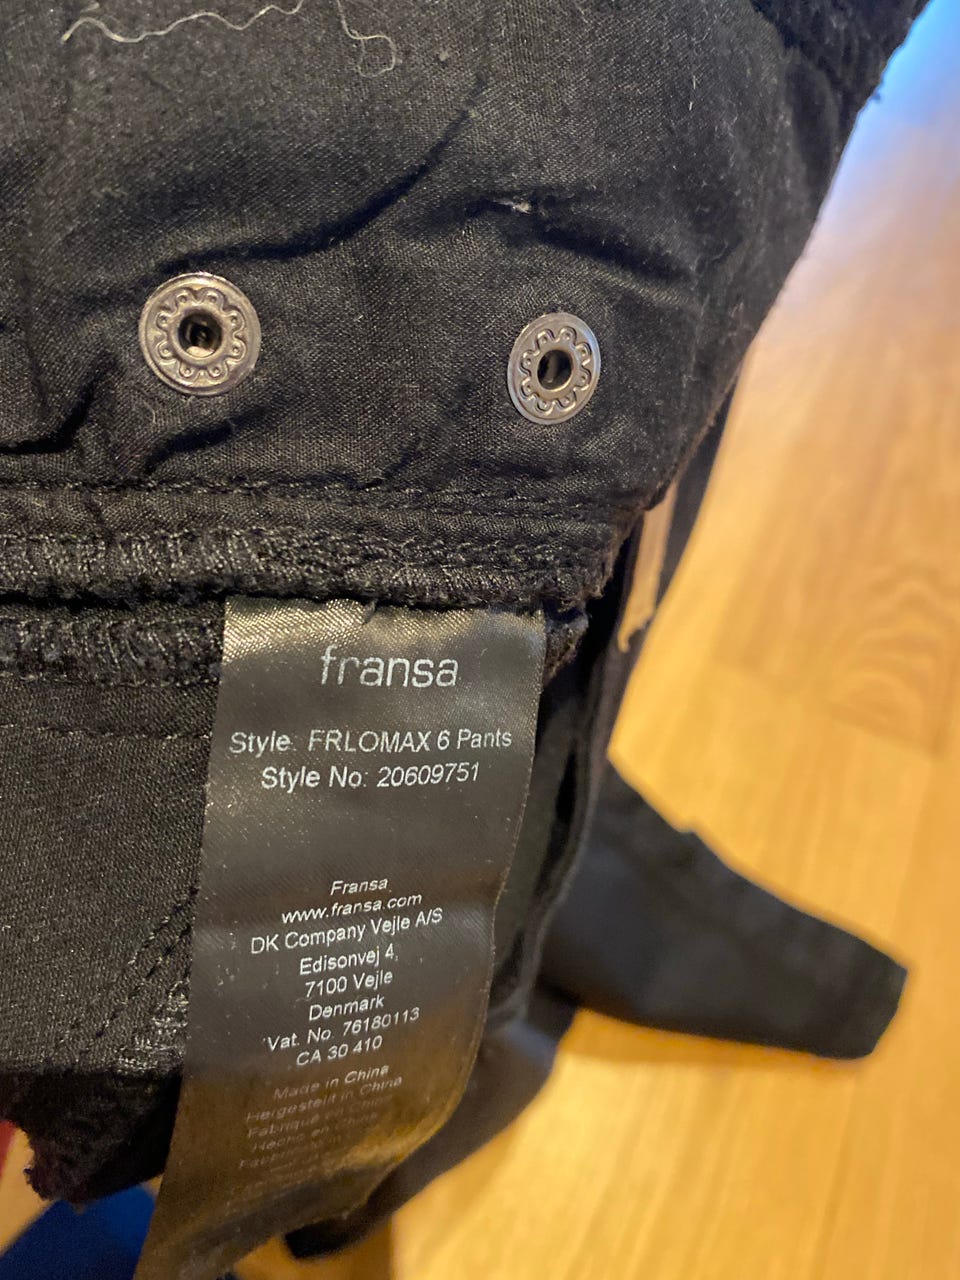 fransa
Style: FRLOMAX 6 Pants
Style No: 20609751
Fransa
www.fransa.com
DK Company Vejle A/S
Edisonvej 4,
7100 Vejle
Denmark
Vat. No. 76180113
CA 30 410
Made in China
Hergestellt in China
Fabriqué en Chine
Hecho en